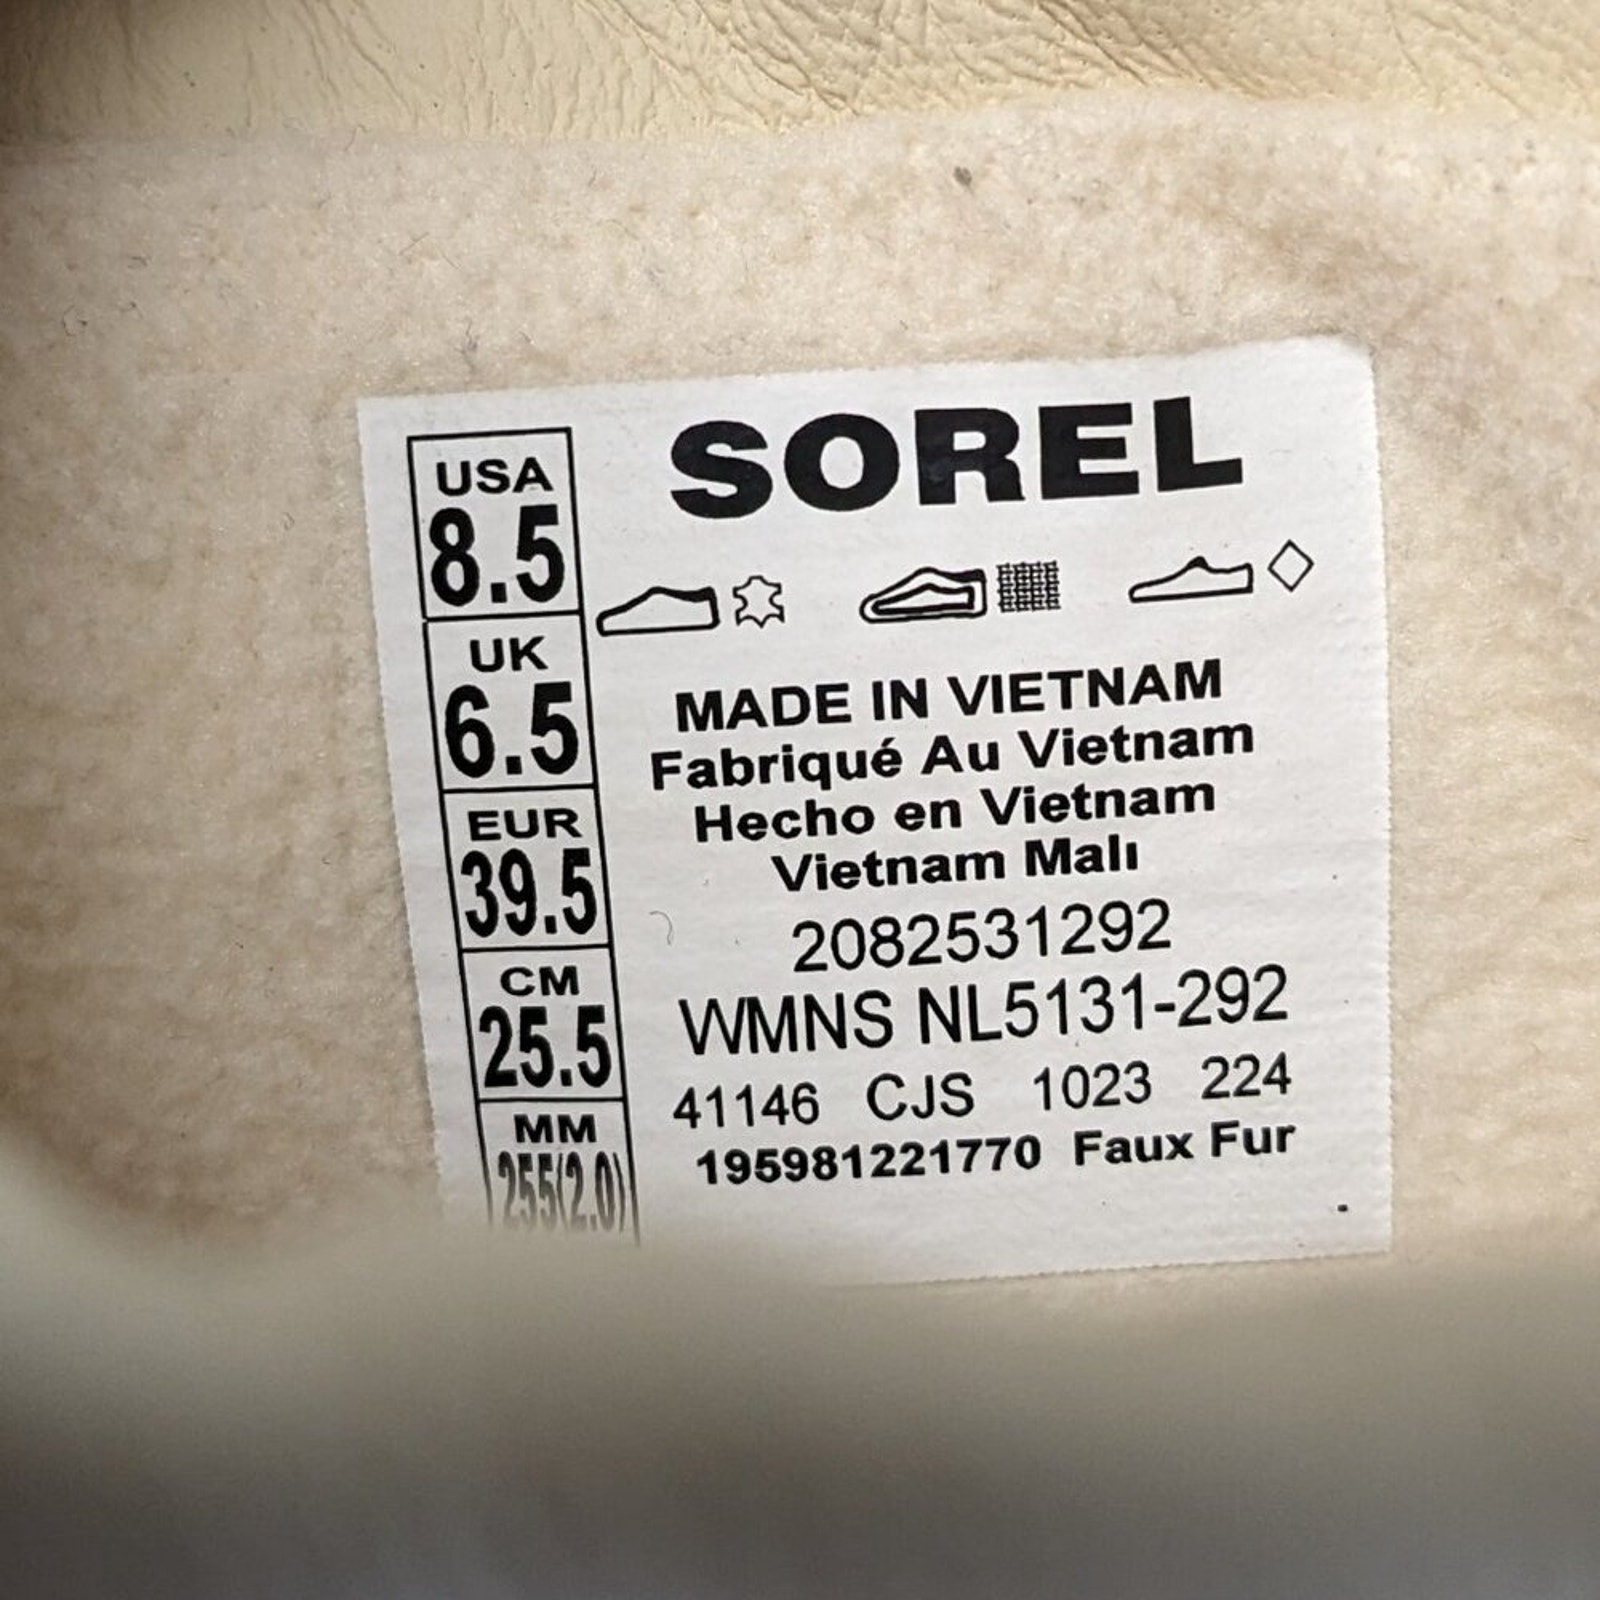 SOREL
USA
8.5
UK
6.5
EUR
39.5
CM
25.5
MM
255(2.0)
MADE IN VIETNAM
Fabriqué Au Vietnam
Hecho en Vietnam
Vietnam Malı
2082531292
WMNS NL5131-292
41146 CJS 1023 224
195981221770 Faux Fur